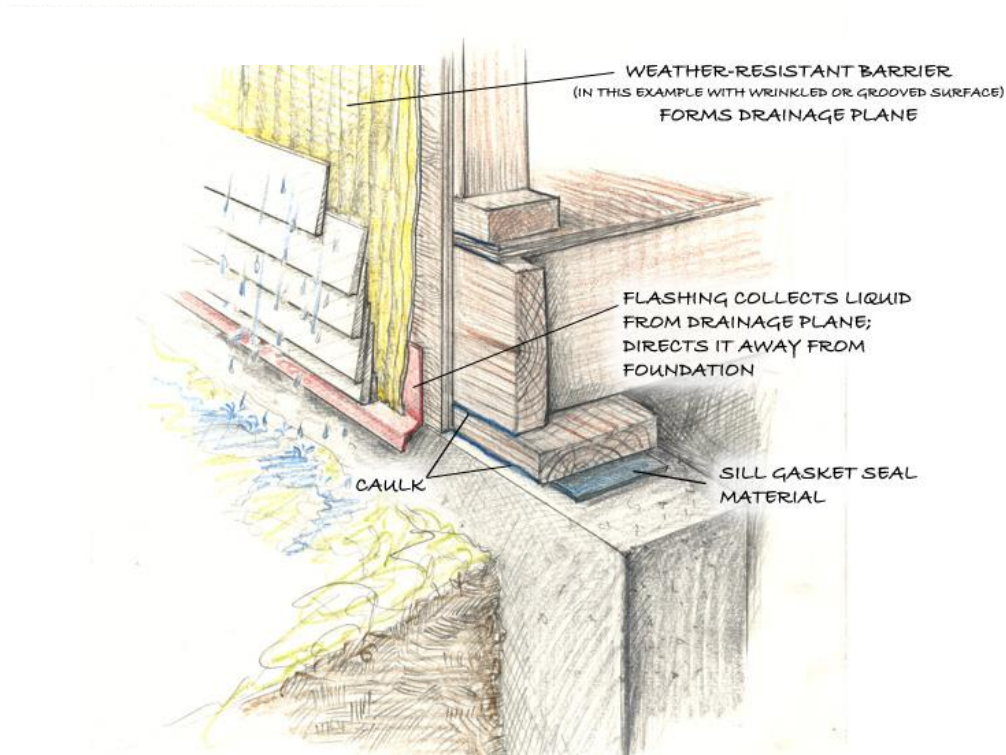 WEATHER-RESISTANT BARRIER
(IN THIS EXAMPLE WITH WRINKLED OR GROOVED SURFACE)
FORMS DRAINAGE PLANE
FLASHING COLLECTS LIQUID
FROM DRAINAGE PLANE;
DIRECTS IT AWAY FROM
FOUNDATION
CAULK
SILL GASKET SEAL
MATERIAL